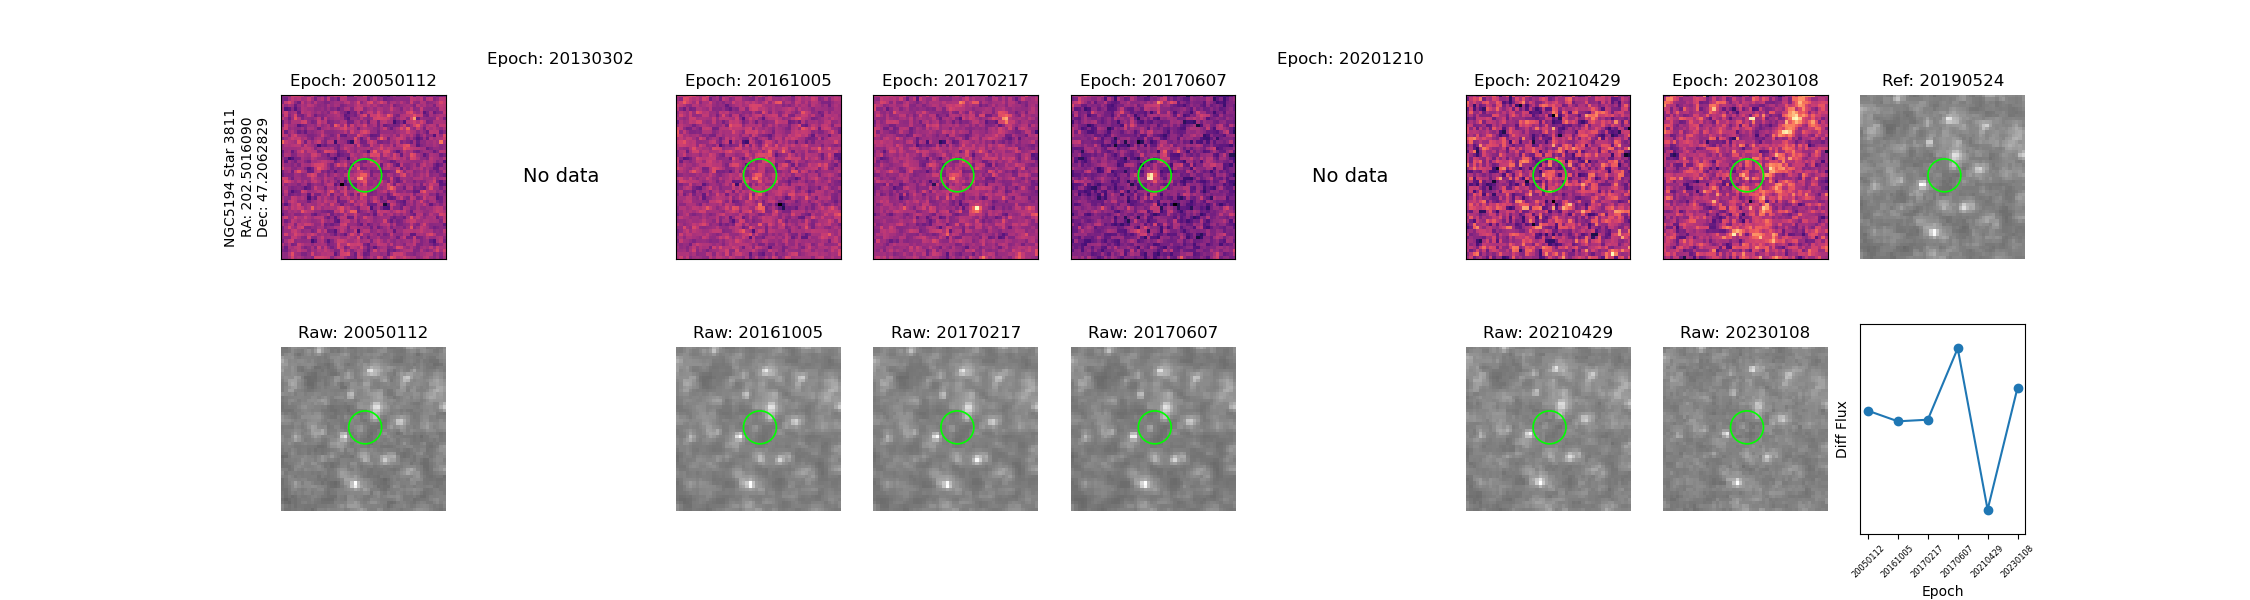 NGC5194 Star 3811
RA: 202.5016090
Dec: 47.2062829
Epoch: 20050112
Epoch: 20130302
No data
Epoch: 20161005
Epoch: 20170217
Epoch: 20170607
Epoch: 20201210
No data
Epoch: 20210429
Epoch: 20230108
Ref: 20190524
Raw: 20050112
Raw: 20161005
Raw: 20170217
Raw: 20170607
Raw: 20210429
Raw: 20230108
Diff Flux
20050112
20161005
20170217
20170607
20210429
20230108
Epoch